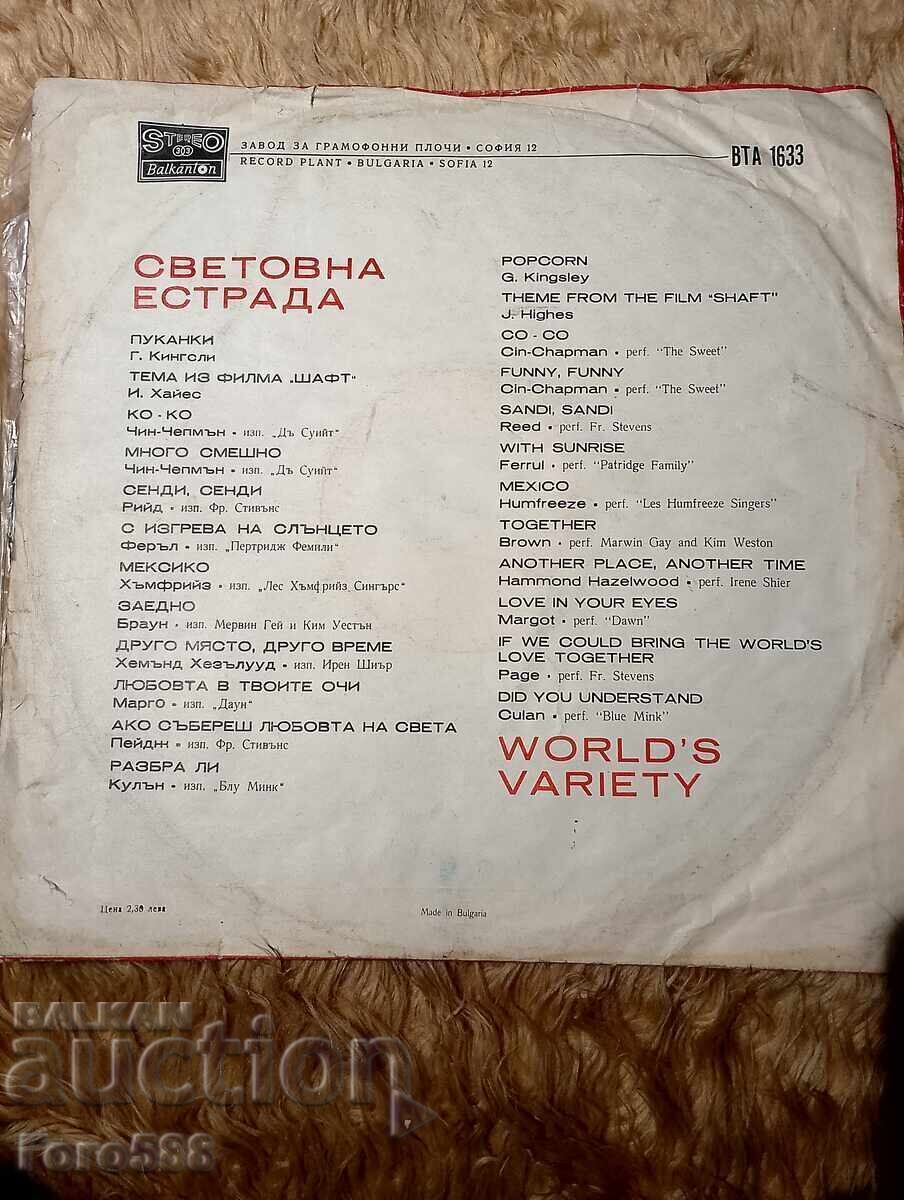 STEREO
303
Balkanton
ЗАВОД ЗА ГРАМОФОННИ ПЛОЧИ • СОФИЯ 12
RECORD PLANT • BULGARIA • SOFIA 12
ВТА 1633
СВЕТОВНА
ЕСТРАДА
ПУКАНКИ
Г. Кингсли
ТЕМА ИЗ ФИЛМА „ШАФТ“
И. Хайес
КО - КО
Чин-Чепмън • изп. „Дъ Суийт“
МНОГО СМЕШНО
Чин-Чепмън • изп. „Дъ Суийт“
СЕНДИ, СЕНДИ
Рийд • изп. Фр. Стивънс
С ИЗГРЕВА НА СЛЪНЦЕТО
Феръл • изп. „Пертридж Фемили“
МЕКСИКО
Хъмфрийз • изп. „Лес Хъмфрийз Сингърс“
ЗАЕДНО
Браун • изп. Мервин Гей и Ким Уестън
ДРУГО МЯСТО, ДРУГО ВРЕМЕ
Хемънд Хезълууд • изп. Ирен Шиър
ЛЮБОВТА В ТВОИТЕ ОЧИ
Марго • изп. „Даун“
АКО СЪБЕРЕШ ЛЮБОВТА НА СВЕТА
Пейдж • изп. Фр. Стивънс
РАЗБРА ЛИ
Кулън • изп. „Блу Минк“
POPCORN
G. Kingsley
THEME FROM THE FILM “SHAFT”
J. Highes
CO - CO
Cin-Chapman • perf. “The Sweet”
FUNNY, FUNNY
Cin-Chapman • perf. “The Sweet”
SANDI, SANDI
Reed • perf. Fr. Stevens
WITH SUNRISE
Ferrul • perf. “Patridge Family”
MEXICO
Humfreeze • perf. “Les Humfreeze Singers”
TOGETHER
Brown • perf. Marwin Gay and Kim Weston
ANOTHER PLACE, ANOTHER TIME
Hammond Hazelwood • perf. Irene Shier
LOVE IN YOUR EYES
Margot • perf. “Dawn”
IF WE COULD BRING THE WORLD'S
LOVE TOGETHER
Page • perf. Fr. Stevens
DID YOU UNDERSTAND
Culan • perf. “Blue Mink”
WORLD'S
VARIETY
Цена 2,30 лева
Made in Bulgaria
BALKAN
auction
Foro588